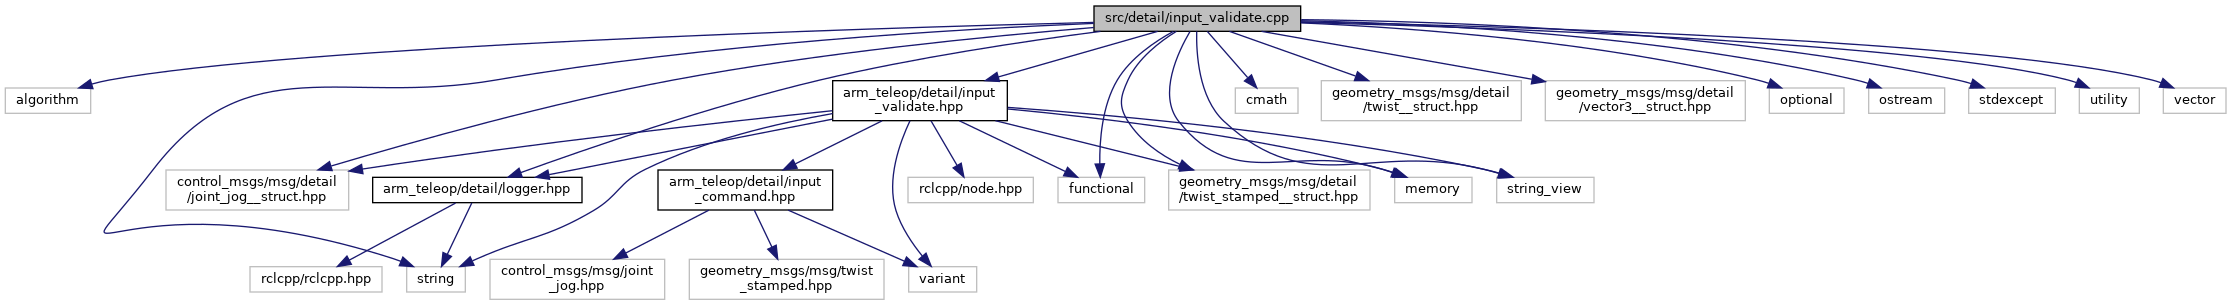 src/detail/input_validate.cpp
algorithm
arm_teleop/detail/input
_validate.hpp
cmath
geometry_msgs/msg/detail
/twist__struct.hpp
geometry_msgs/msg/detail
/vector3__struct.hpp
optional
ostream
stdexcept
utility
vector
control_msgs/msg/detail
/joint_jog__struct.hpp
arm_teleop/detail/logger.hpp
arm_teleop/detail/input
_command.hpp
rclcpp/node.hpp
functional
geometry_msgs/msg/detail
/twist_stamped__struct.hpp
memory
string_view
rclcpp/rclcpp.hpp
string
control_msgs/msg/joint
_jog.hpp
geometry_msgs/msg/twist
_stamped.hpp
variant